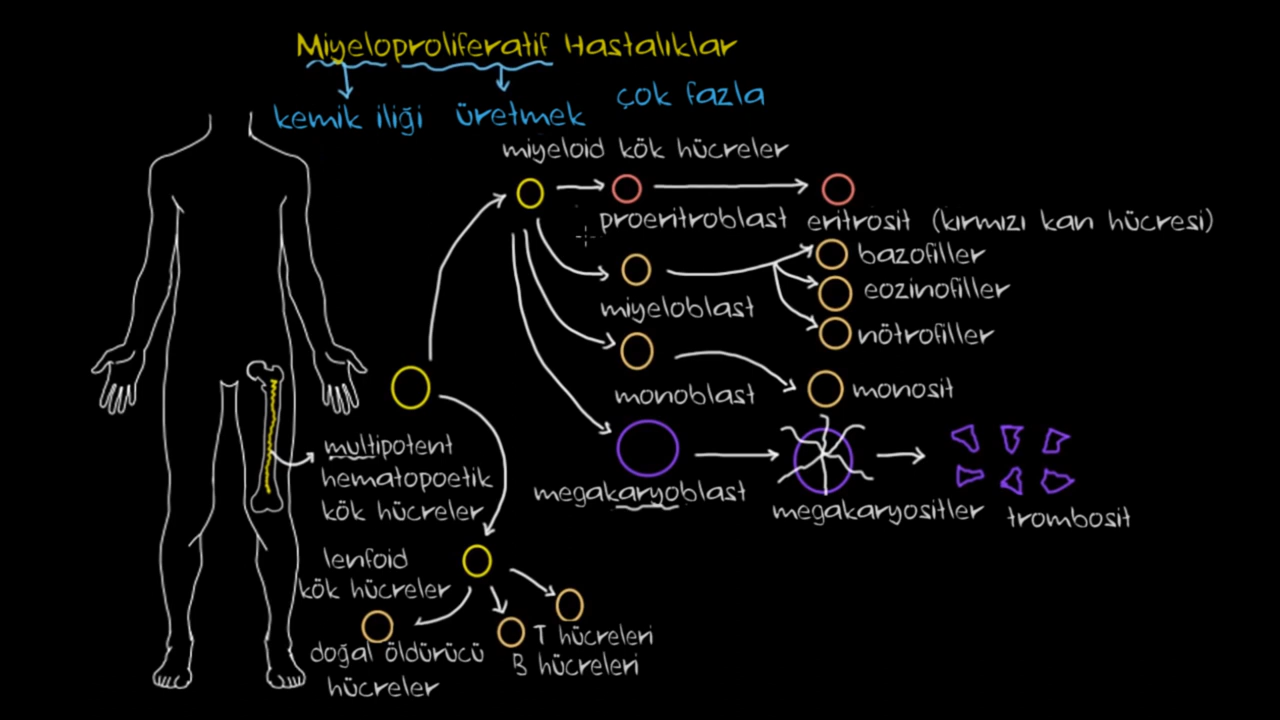 Miyeloproliferatif Hastalıklar
kemik iliği üretmek çok fazla
miyeloid kök hücreler
proeritroblast eritrosit (kırmızı kan hücresi)
bazofiller
eozinofiller
miyeloblast
nötrofiller
monoblast
monosit
multipotent
hematopoetik
kök hücreler
megakaryoblast
megakaryositler
trombosit
lenfoid
kök hücreler
T hücreleri
B hücreleri
doğal öldürücü
hücreler